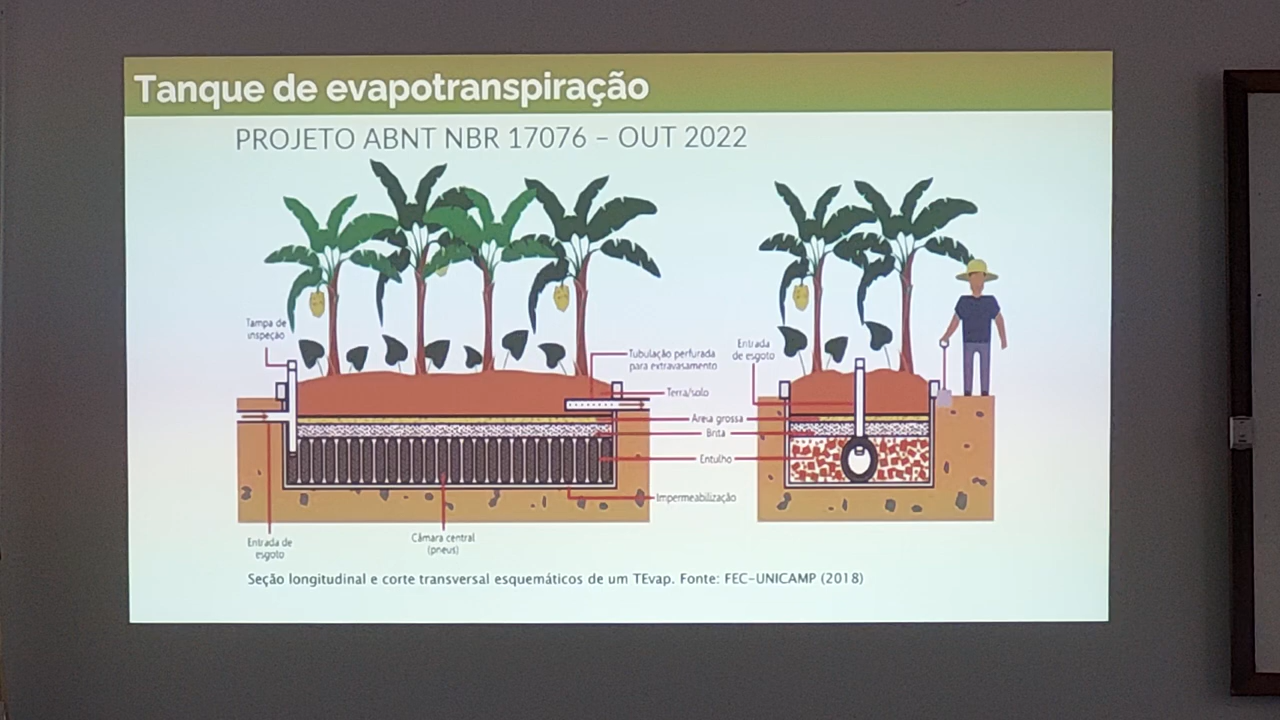 Tanque de evapotranspiração
PROJETO ABNT NBR 17076 – OUT 2022
Tampa de
inspeção
Tubulação perfurada
para extravasamento
Terra/solo
Entrada
de esgoto
Areia grossa
Brita
Entulho
Impermeabilização
Entrada de
esgoto
Câmara central
(pneus)
Seção longitudinal e corte transversal esquemáticos de um TEvap. Fonte: FEC-UNICAMP (2018)